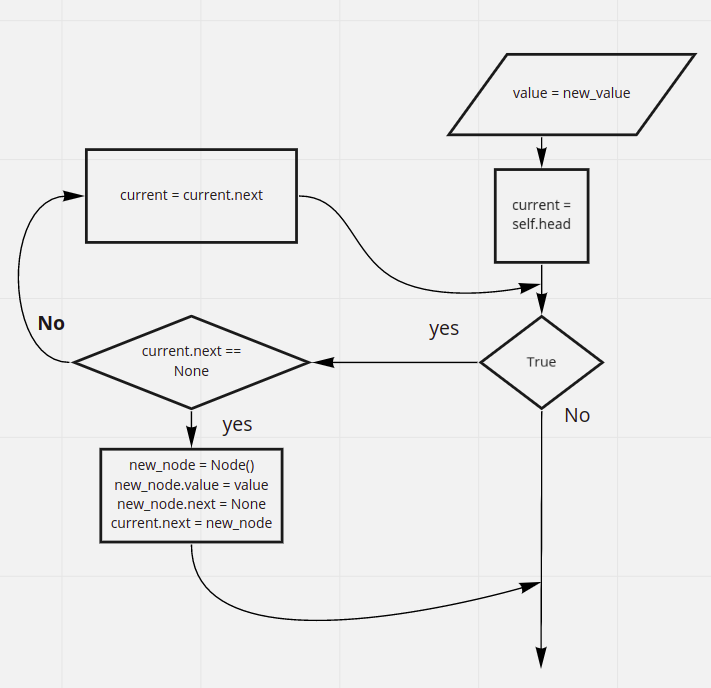 value = new_value
current =
self.head
current = current.next
No
yes
current.next ==
None
True
No
yes
new_node = Node()
new_node.value = value
new_node.next = None
current.next = new_node